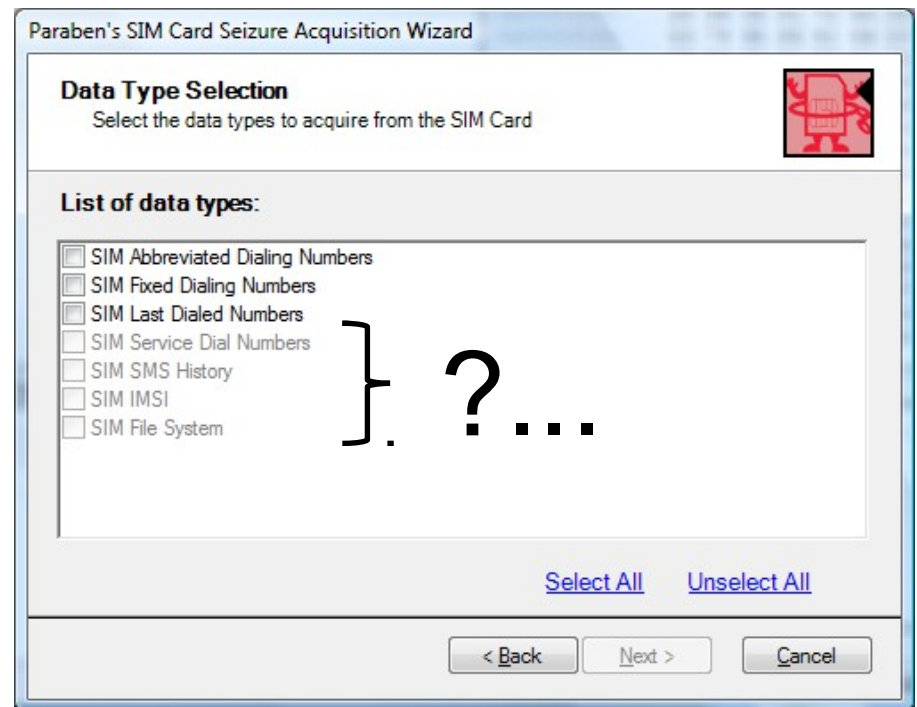 Paraben's SIM Card Seizure Acquisition Wizard
Data Type Selection
Select the data types to acquire from the SIM Card
List of data types:
SIM Abbreviated Dialing Numbers
SIM Fixed Dialing Numbers
SIM Last Dialed Numbers
SIM Service Dial Numbers
SIM SMS History
SIM IMSI
SIM File System
}. ?...
Select All Unselect All
< Back Next > Cancel